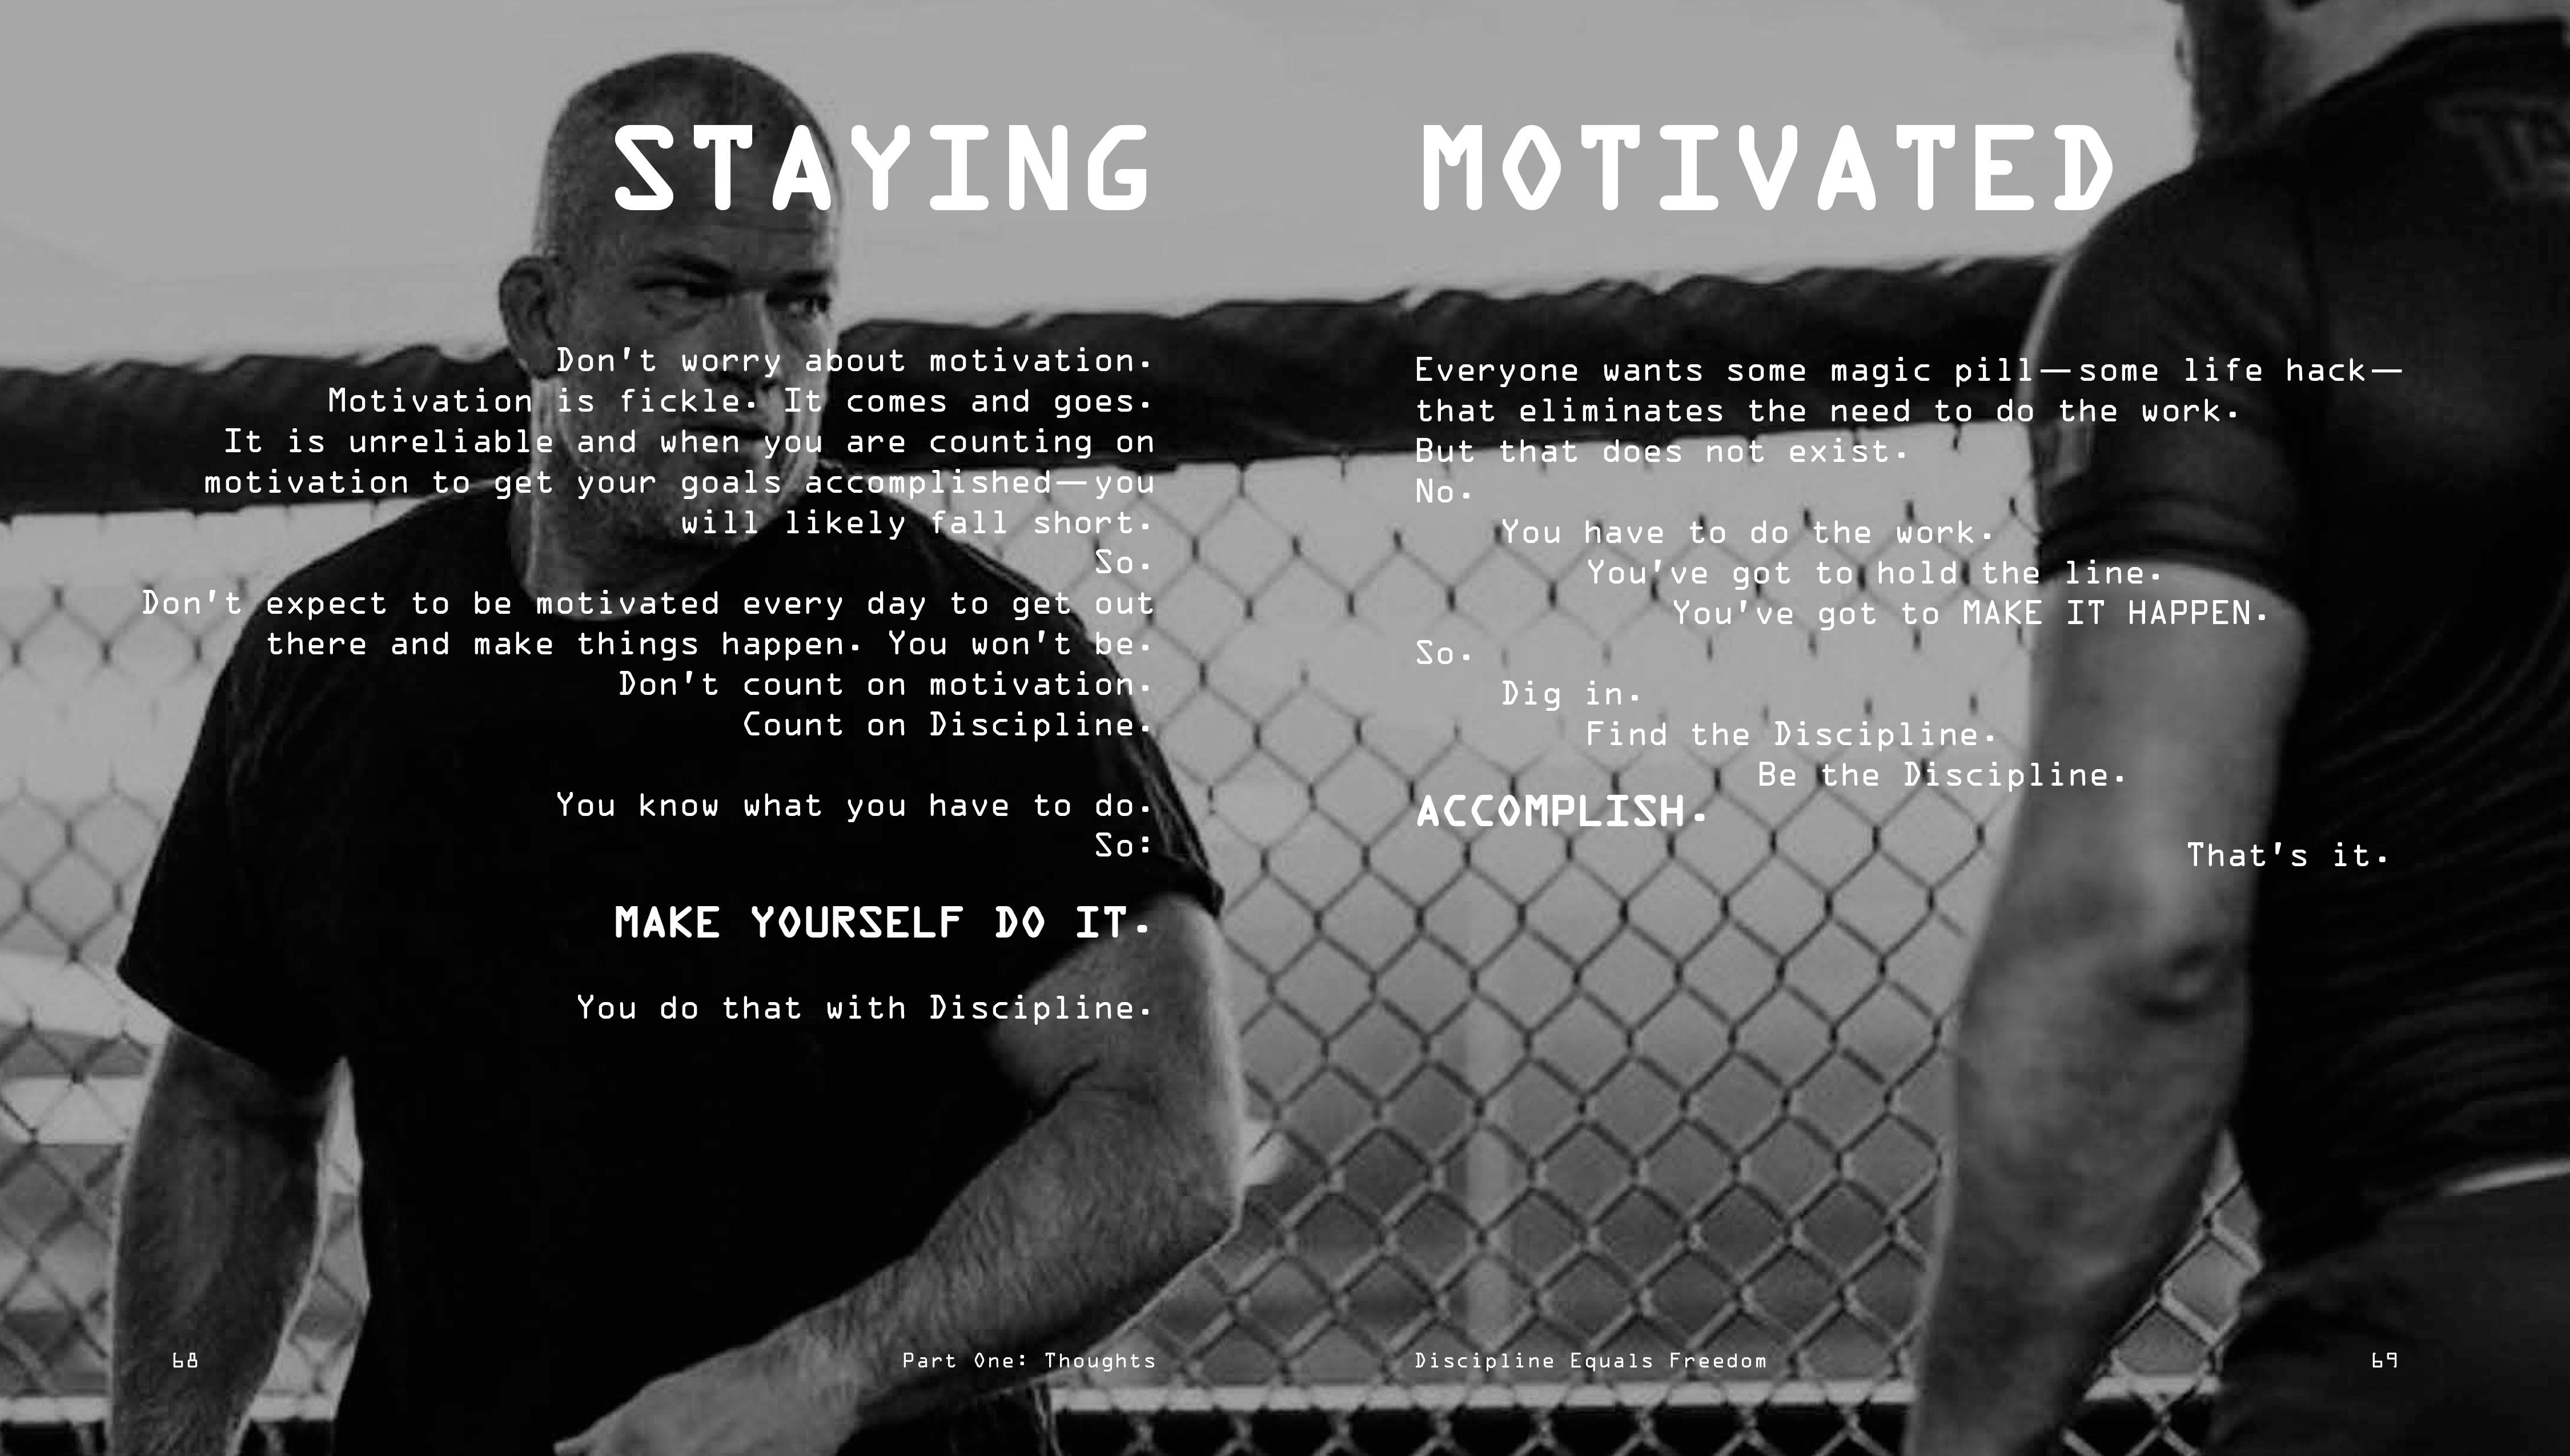 STAYING MOTIVATED
Don't worry about motivation.
Motivation is fickle. It comes and goes.
It is unreliable and when you are counting on
motivation to get your goals accomplished—you
will likely fall short.
So.
Don't expect to be motivated every day to get out
there and make things happen. You won't be.
Don't count on motivation.
Count on Discipline.
You know what you have to do.
So:
MAKE YOURSELF DO IT.
You do that with Discipline.
68
Part One: Thoughts
Everyone wants some magic pill—some life hack—
that eliminates the need to do the work.
But that does not exist.
No.
You have to do the work.
You've got to hold the line.
You've got to MAKE IT HAPPEN.
So.
Dig in.
Find the Discipline.
Be the Discipline.
ACCOMPLISH.
That's it.
Discipline Equals Freedom
69